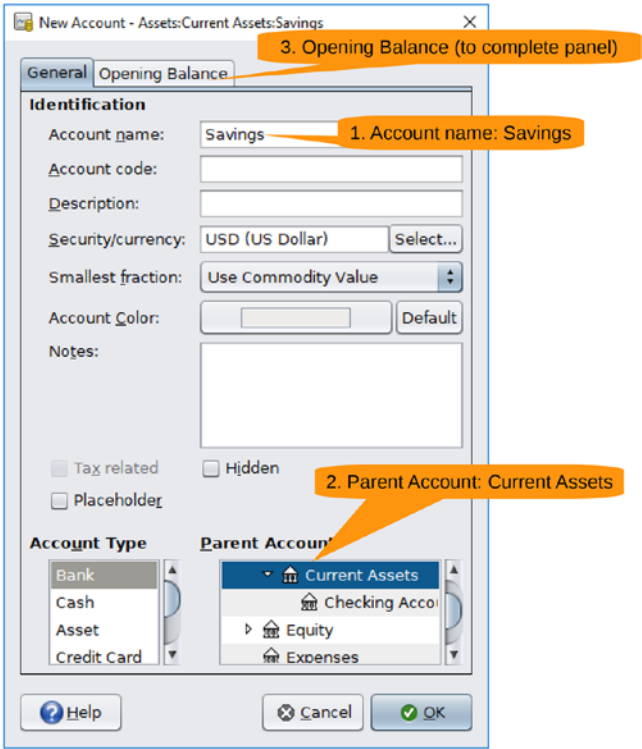 New Account - Assets:Current Assets:Savings
3. Opening Balance (to complete panel)
General Opening Balance
Identification
Account name: Savings
1. Account name: Savings
Account code:
Description:
Security/currency: USD (US Dollar) Select...
Smallest fraction: Use Commodity Value
Account Color: Default
Notes:
Tax related Hidden
2. Parent Account: Current Assets
Placeholder
Account Type Parent Accoun
Bank Current Assets
Cash Checking Accou
Asset Equity
Credit Card Expenses
Help Cancel OK